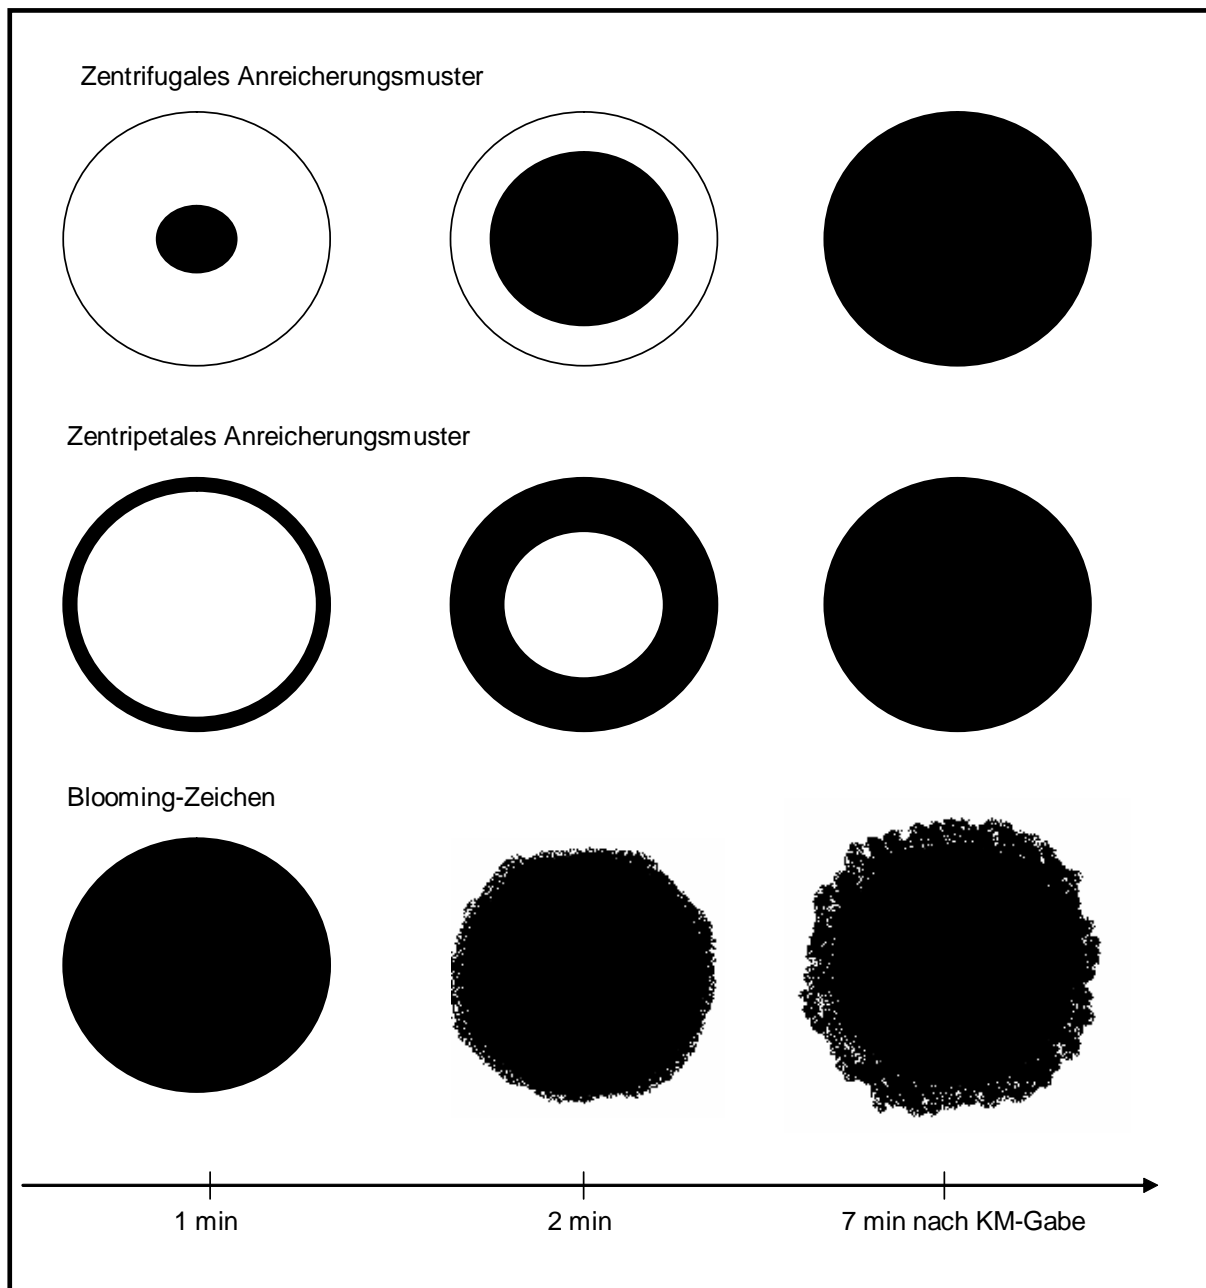 Zentrifugales Anreicherungsmuster
Zentripetales Anreicherungsmuster
Blooming-Zeichen
1 min
2 min
7 min nach KM-Gabe